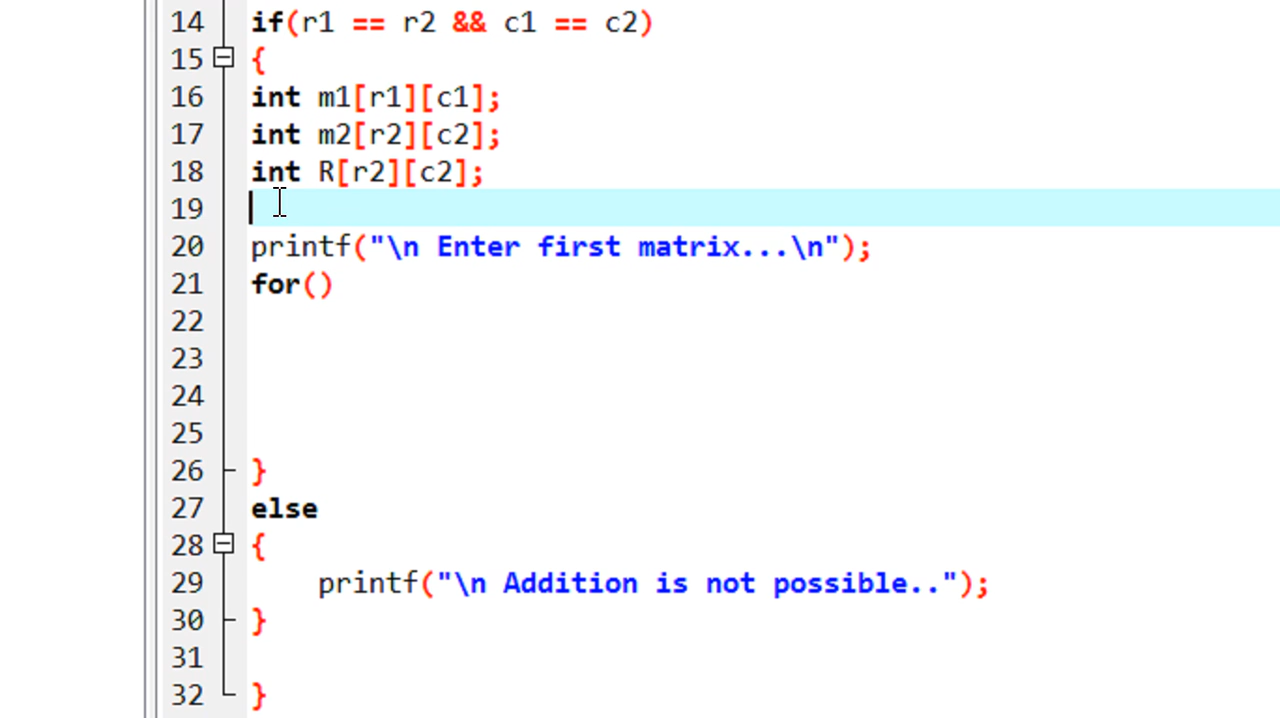 14 if(r1 == r2 && c1 == c2)
15 {
16 int m1[r1][c1];
17 int m2[r2][c2];
18 int R[r2][c2];
19
20 printf("\n Enter first matrix...\n");
21 for()
22
23
24
25
26 }
27 else
28 {
29     printf("\n Addition is not possible..");
30 }
31
32 }